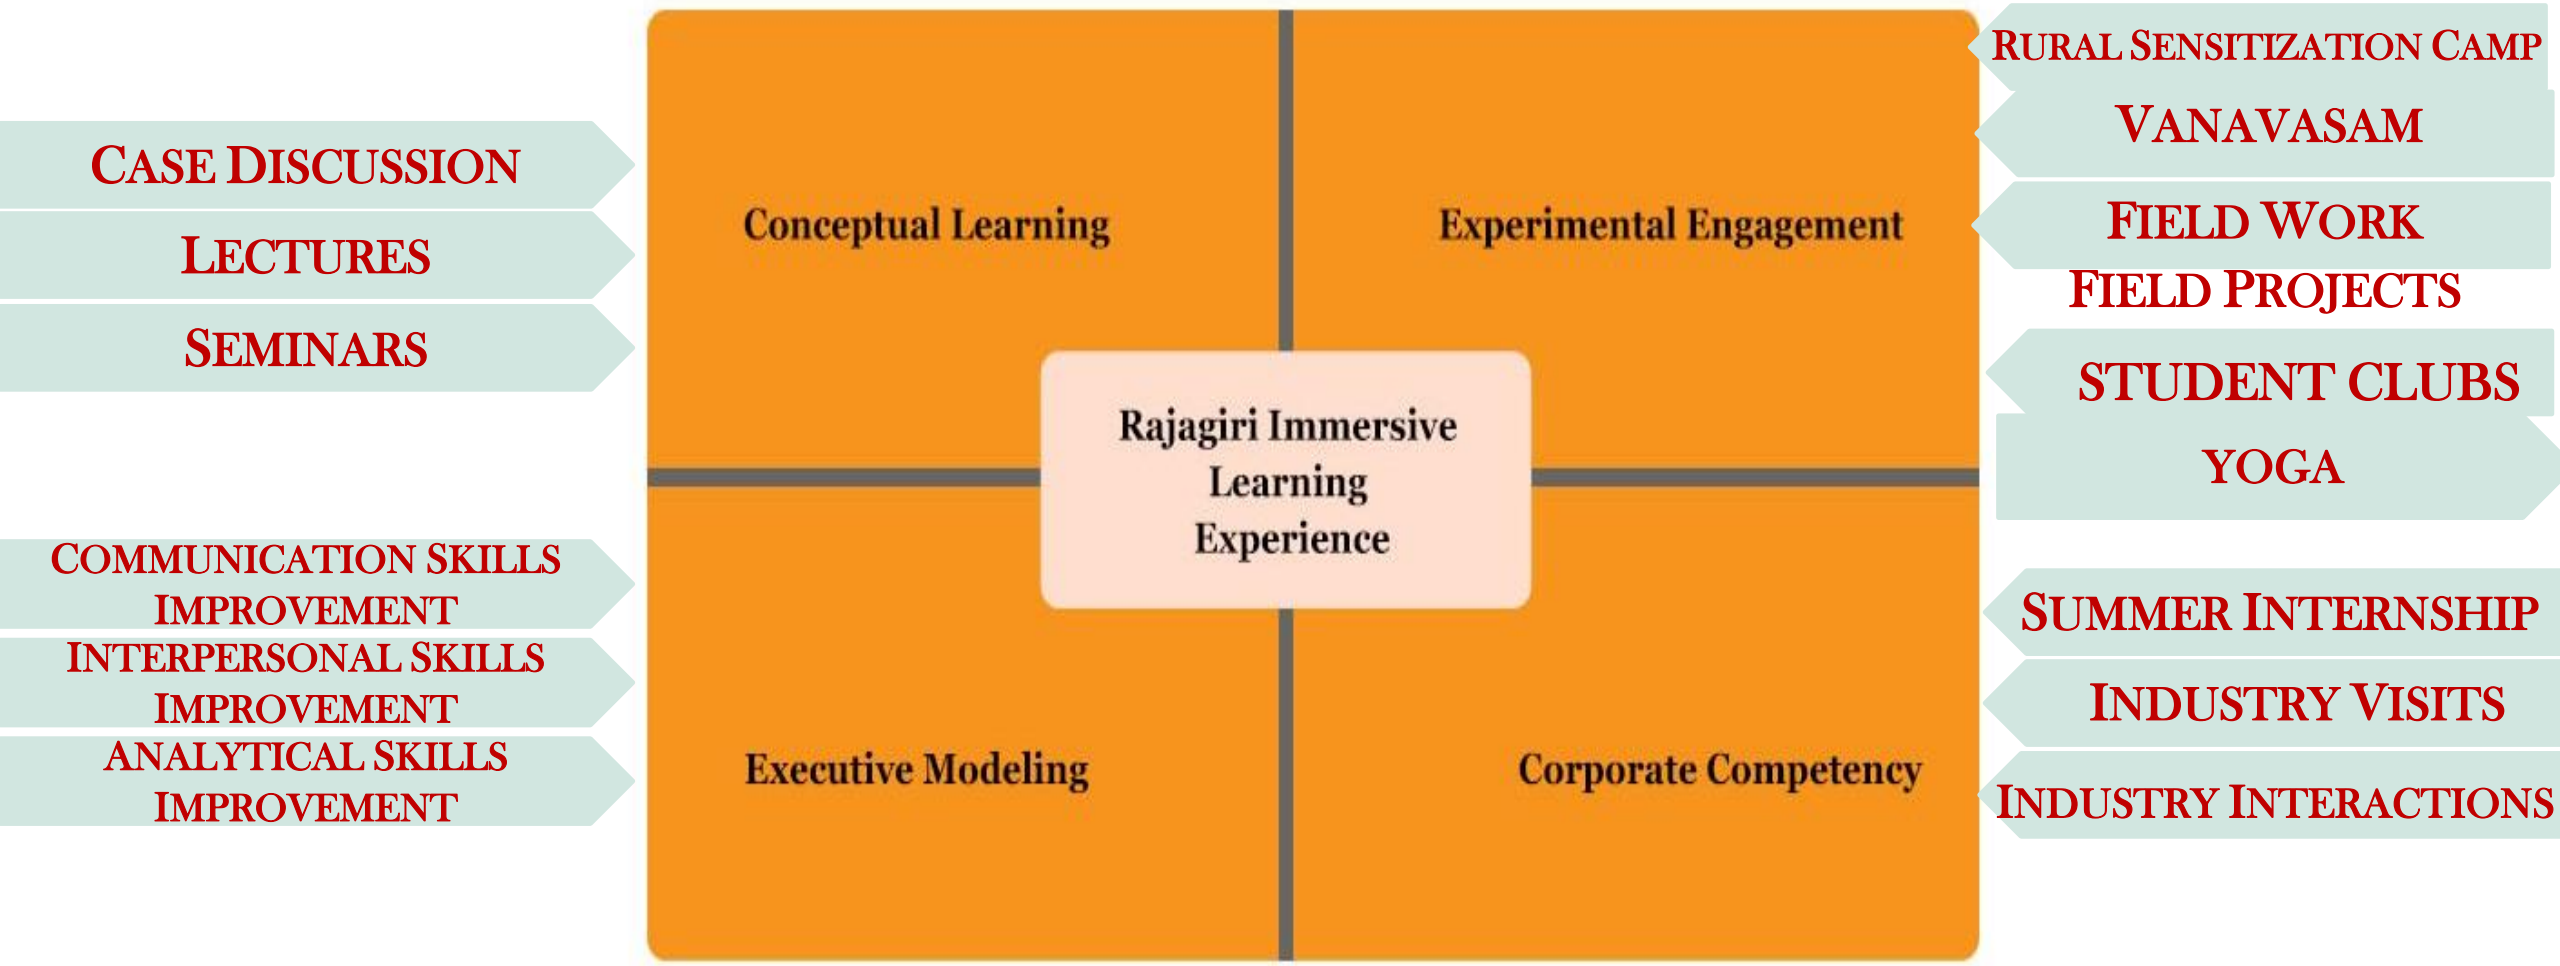 CASE DISCUSSION
LECTURES
SEMINARS
COMMUNICATION SKILLS
IMPROVEMENT
INTERPERSONAL SKILLS
IMPROVEMENT
ANALYTICAL SKILLS
IMPROVEMENT
Conceptual Learning
Experimental Engagement
Rajagiri Immersive
Learning
Experience
Executive Modeling
Corporate Competency
RURAL SENSITIZATION CAMP
VANAVASAM
FIELD WORK
FIELD PROJECTS
STUDENT CLUBS
YOGA
SUMMER INTERNSHIP
INDUSTRY VISITS
INDUSTRY INTERACTIONS